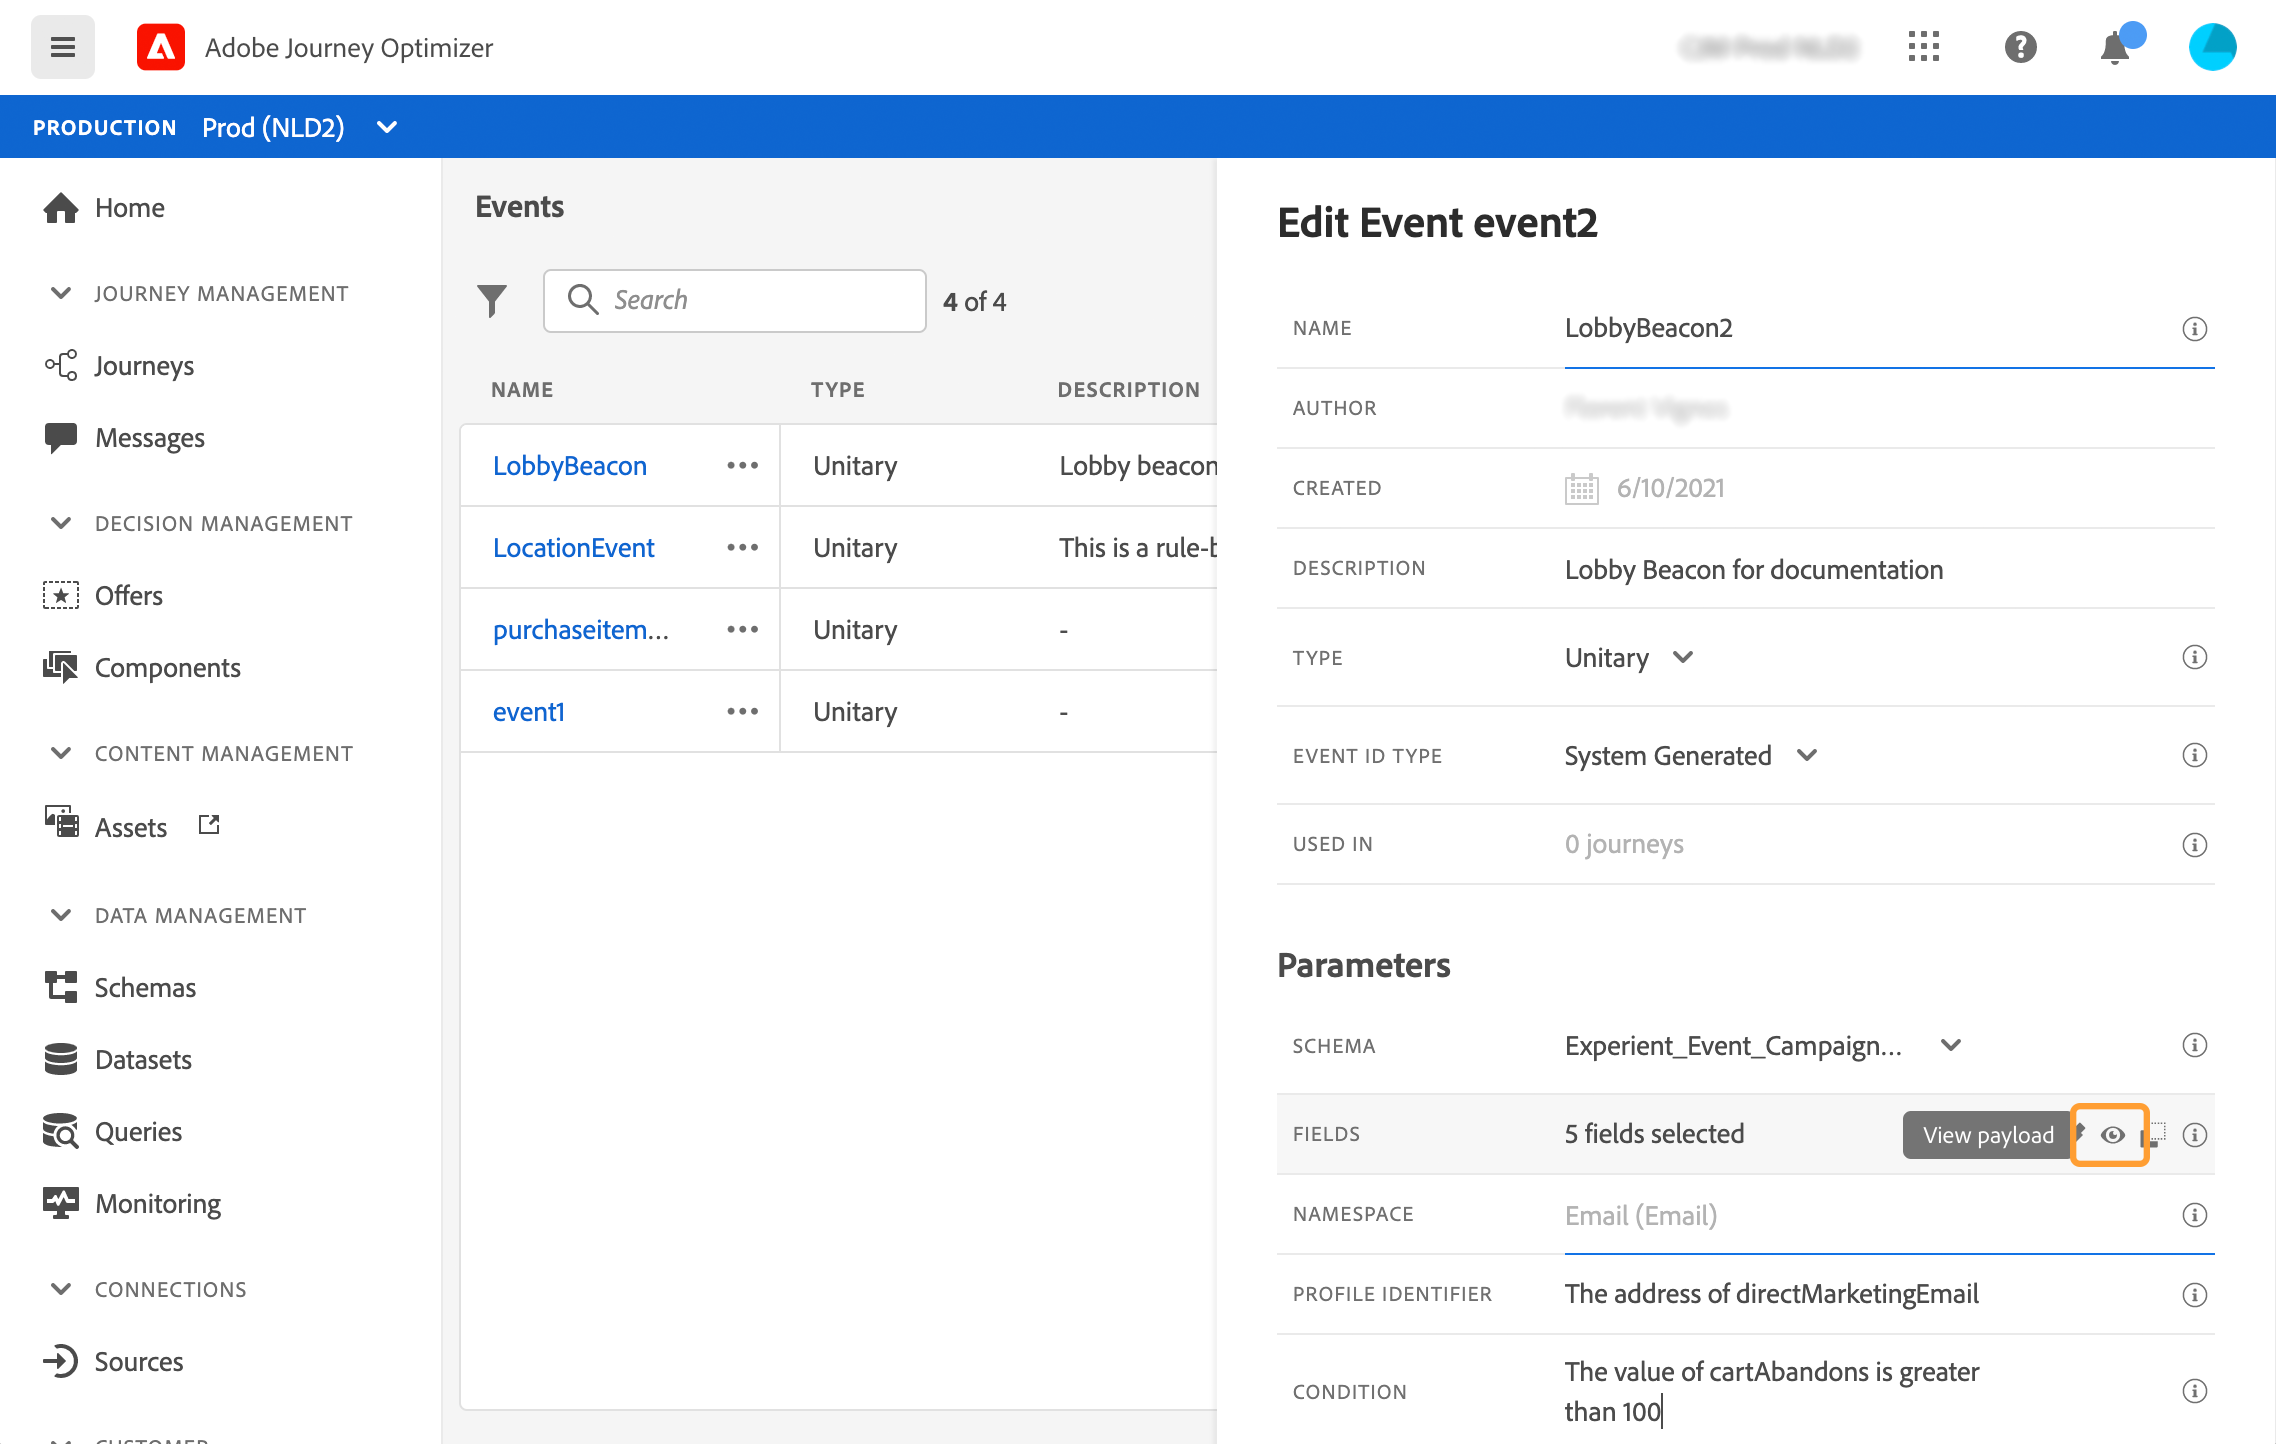 Adobe Journey Optimizer
PRODUCTION Prod (NLD2)
Home
JOURNEY MANAGEMENT
Journeys
Messages
DECISION MANAGEMENT
Offers
Components
CONTENT MANAGEMENT
Assets
DATA MANAGEMENT
Schemas
Datasets
Queries
Monitoring
CONNECTIONS
Sources
CUSTOMER
Events
Search
4 of 4
NAME TYPE DESCRIPTION
LobbyBeacon ••• Unitary Lobby beacon
LocationEvent ••• Unitary This is a rule-b
purchaseitem... ••• Unitary -
event1 ••• Unitary -
Edit Event event2
NAME LobbyBeacon2
AUTHOR
CREATED 6/10/2021
DESCRIPTION Lobby Beacon for documentation
TYPE Unitary
EVENT ID TYPE System Generated
USED IN 0 journeys
Parameters
SCHEMA Experient_Event_Campaign...
FIELDS 5 fields selected View payload
NAMESPACE Email (Email)
PROFILE IDENTIFIER The address of directMarketingEmail
CONDITION The value of cartAbandons is greater
than 100